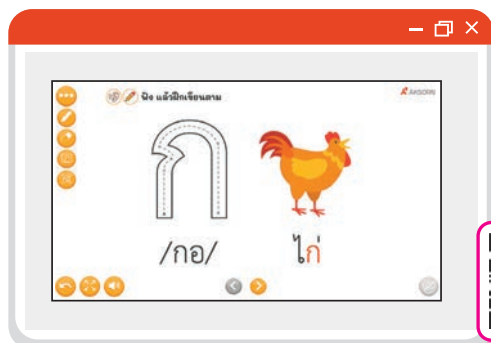 ฟัง แล้วฝึกเขียนตาม
AKSORN
ก
/กอ/
ไก่